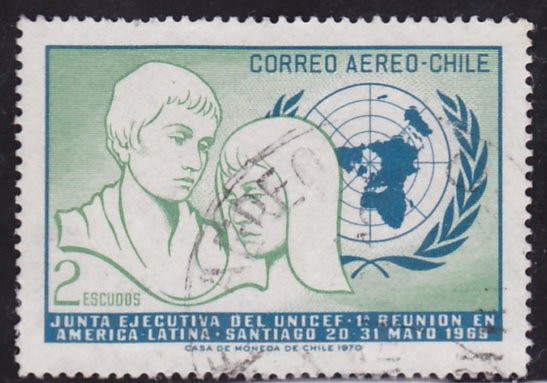 CORREO AEREO-CHILE
2 ESCUDOS
JUNTA EJECUTIVA DEL UNICEF·1ª REUNION EN
AMERICA-LATINA·SANTIAGO 20-31 MAYO 1969
CASA DE MONEDA DE CHILE 1970